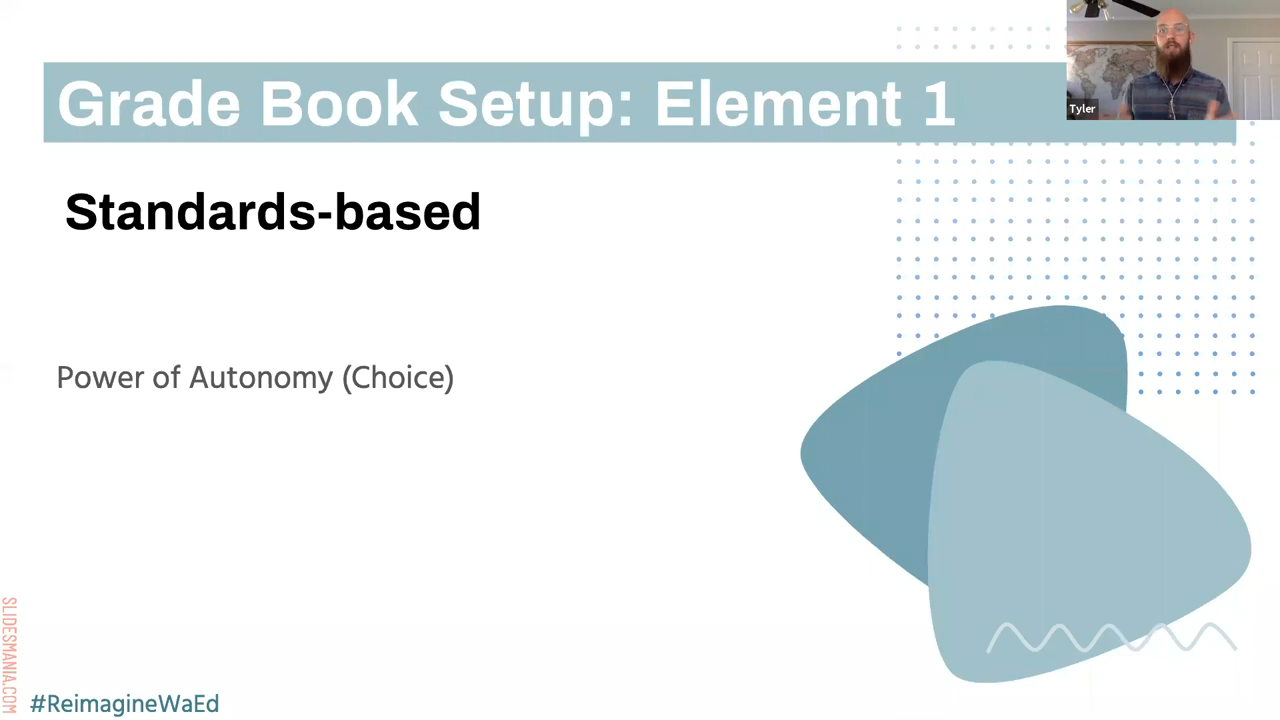 Grade Book Setup: Element 1
Tyler
Standards-based
Power of Autonomy (Choice)
SLIDESMANIA.COM
#ReimagineWaEd